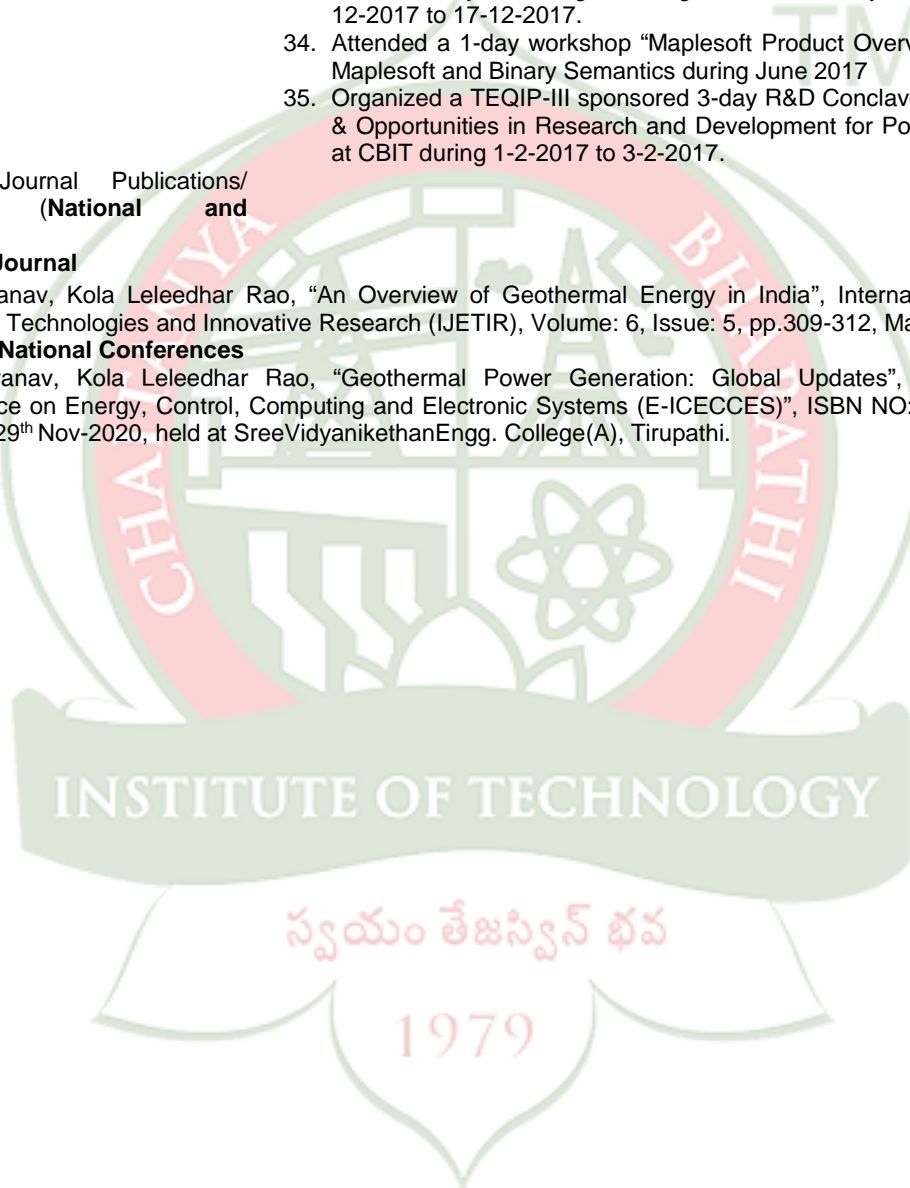 12-2017 to 17-12-2017.
TM
34. Attended a 1-day workshop “Maplesoft Product Overv
Maplesoft and Binary Semantics during June 2017
35. Organized a TEQIP-III sponsored 3-day R&D Conclav
& Opportunities in Research and Development for Po
at CBIT during 1-2-2017 to 3-2-2017.
Journal Publications/
(National and
Journal
anav, Kola Leleedhar Rao, “An Overview of Geothermal Energy in India”, Interna
Technologies and Innovative Research (IJETIR), Volume: 6, Issue: 5, pp.309-312, Ma
National Conferences
anav, Kola Leleedhar Rao, “Geothermal Power Generation: Global Updates”,
ce on Energy, Control, Computing and Electronic Systems (E-ICECCES)”, ISBN NO:
29th Nov-2020, held at SreeVidyanikethanEngg. College(A), Tirupathi.
CHAITANYA BHARATHI
INSTITUTE OF TECHNOLOGY
స్వయం తేజస్విన్ భవ
1979